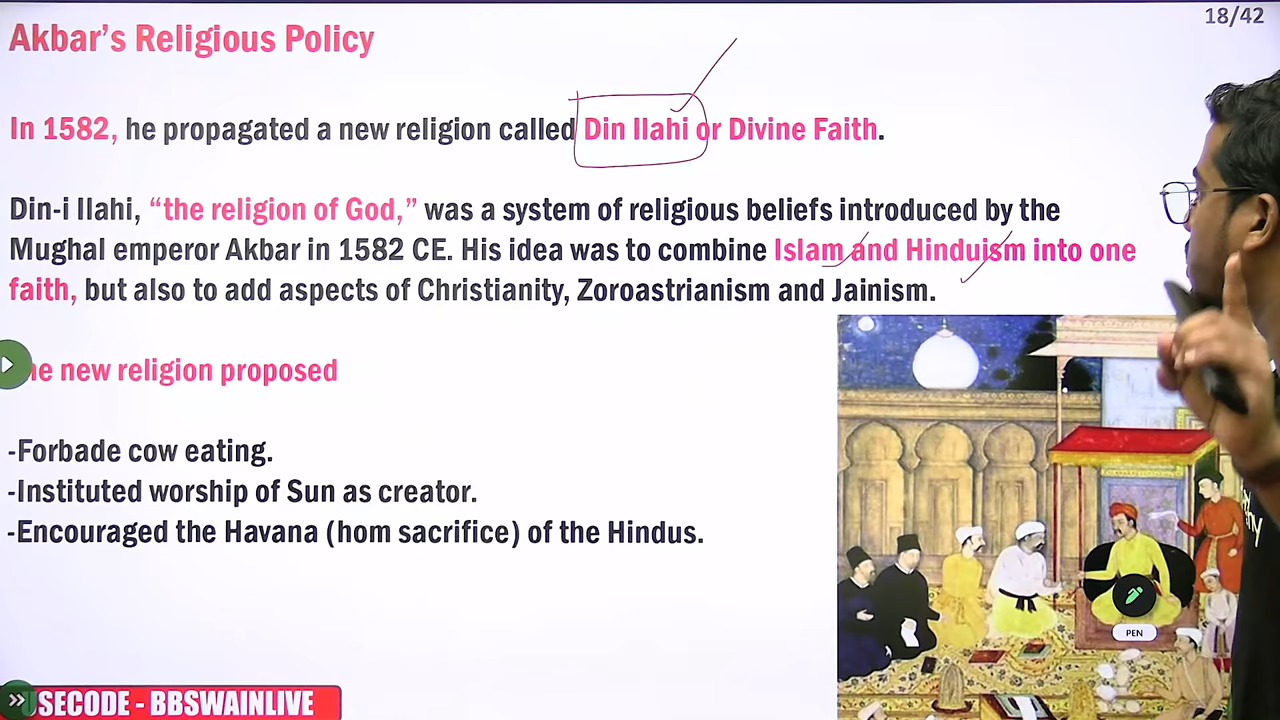 18/42
Akbar’s Religious Policy
In 1582, he propagated a new religion called Din Ilahi or Divine Faith.
Din-i Ilahi, “the religion of God,” was a system of religious beliefs introduced by the
Mughal emperor Akbar in 1582 CE. His idea was to combine Islam and Hinduism into one
faith, but also to add aspects of Christianity, Zoroastrianism and Jainism.
new religion proposed
-Forbade cow eating.
-Instituted worship of Sun as creator.
-Encouraged the Havana (hom sacrifice) of the Hindus.
PEN
SECODE - BBSWAINLIVE